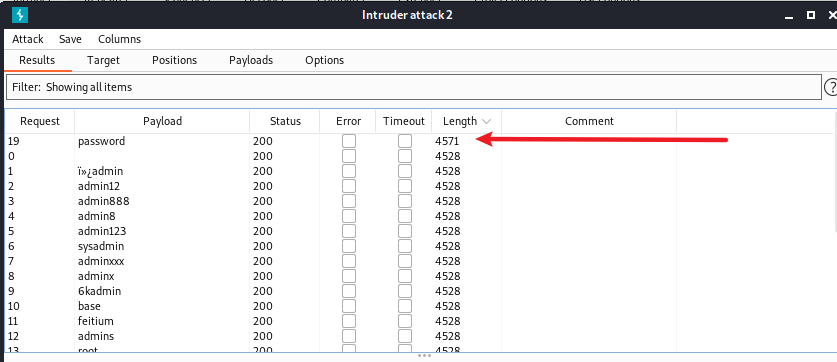 Intruder attack 2
Attack Save Columns
Results Target Positions Payloads Options
Filter: Showing all items
Request Payload Status Error Timeout Length Comment
19 password 200 4571
0 200 4528
1 ï»¿admin 200 4528
2 admin12 200 4528
3 admin888 200 4528
4 admin8 200 4528
5 admin123 200 4528
6 sysadmin 200 4528
7 adminxxx 200 4528
8 adminx 200 4528
9 6kadmin 200 4528
10 base 200 4528
11 feitium 200 4528
12 admins 200 4528
13 root 200 4528